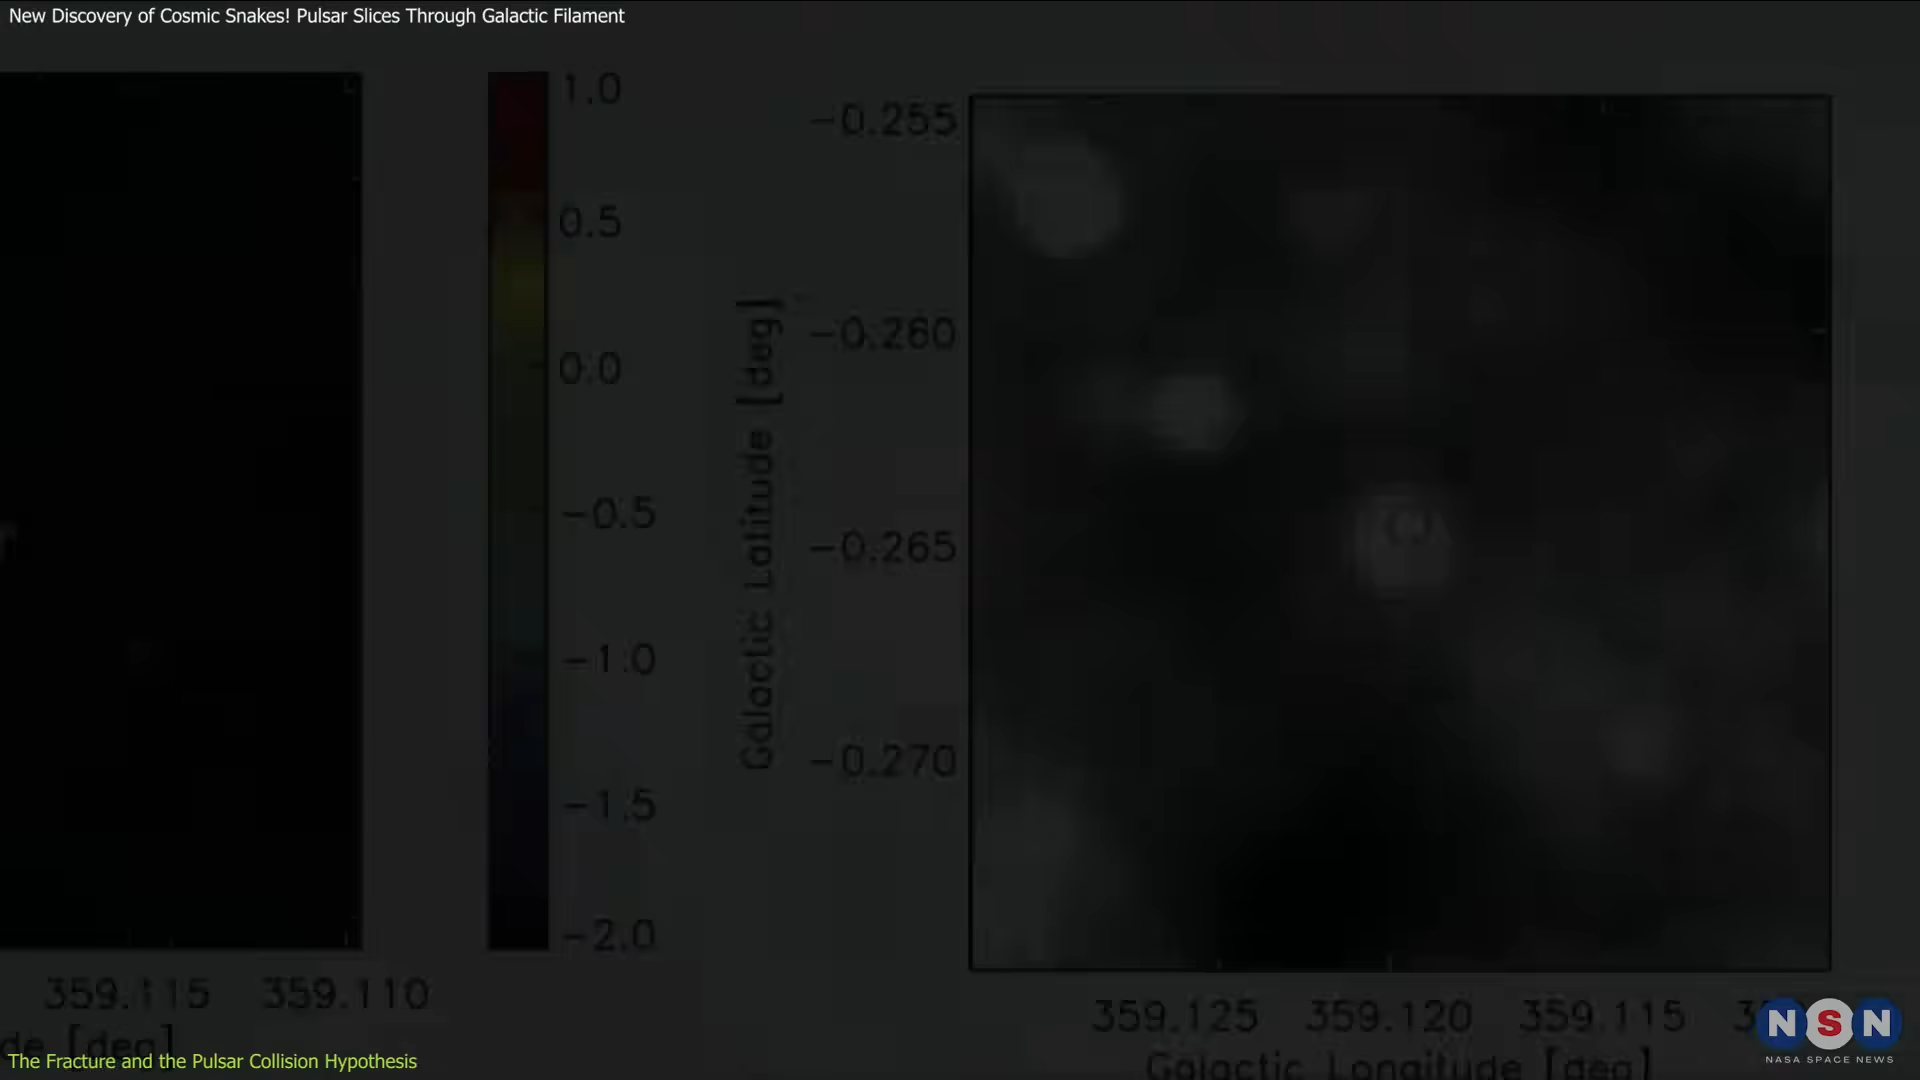 New Discovery of Cosmic Snakes! Pulsar Slices Through Galactic Filament
1.0
0.5
0.0
-0.5
-1.0
-1.5
-2.0
359.115 359.110
de [deg]
Galactic Latitude [deg]
-0.255
-0.260
-0.265
-0.270
359.125 359.120 359.115
Galactic Longitude [deg]
The Fracture and the Pulsar Collision Hypothesis
NSN
NASA SPACE NEWS